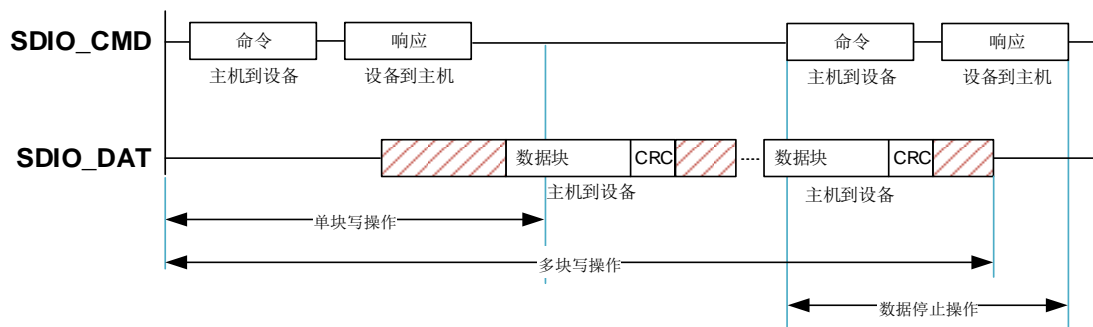 SDIO_CMD
命令
响应
命令
响应
主机到设备
设备到主机
主机到设备
设备到主机
SDIO_DAT
数据块
CRC
数据块
CRC
主机到设备
主机到设备
单块写操作
多块写操作
数据停止操作